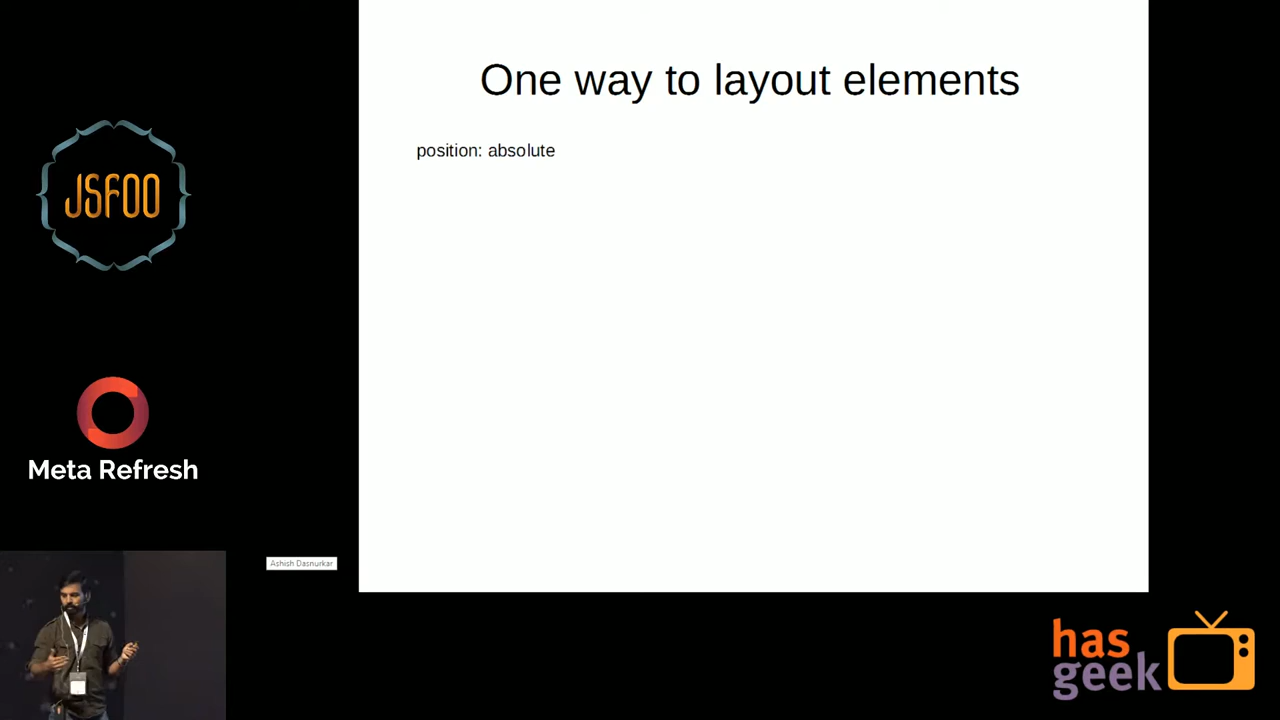 One way to layout elements
position: absolute
JSFOO
Meta Refresh
Ashish Dasnurkar
has
geek